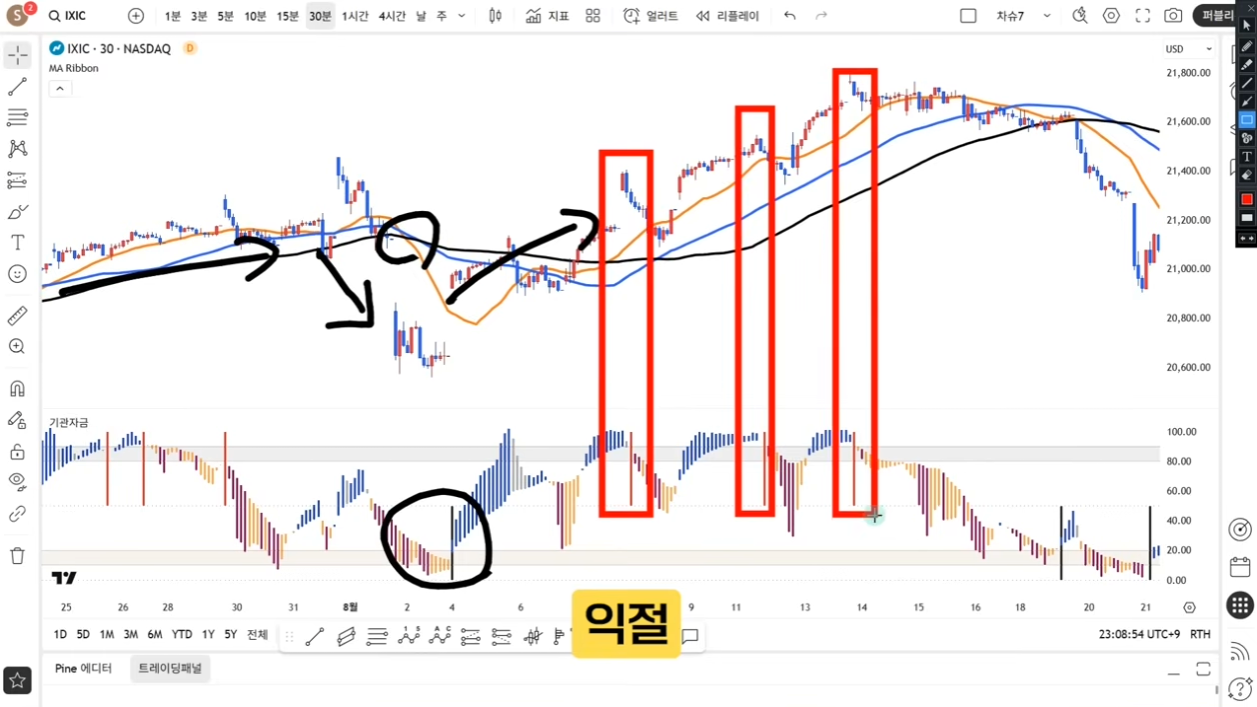 S 2 IXIC 1분 3분 5분 10분 15분 30분 1시간 4시간 날 주 지표 얼러트 리플레이 차슈7 퍼블리
IXIC · 30 · NASDAQ D
USD
MA Ribbon
21,800.00
21,600.00
21,400.00
21,200.00
21,000.00
20,800.00
20,600.00
기관자금
100.00
80.00
60.00
40.00
20.00
0.00
25 26 28 30 31 8월 2 4 6 9 11 13 14 15 16 18 20 21
익절
1D 5D 1M 3M 6M YTD 1Y 5Y 전체
23:08:54 UTC+9 RTH
Pine 에디터 트레이딩패널